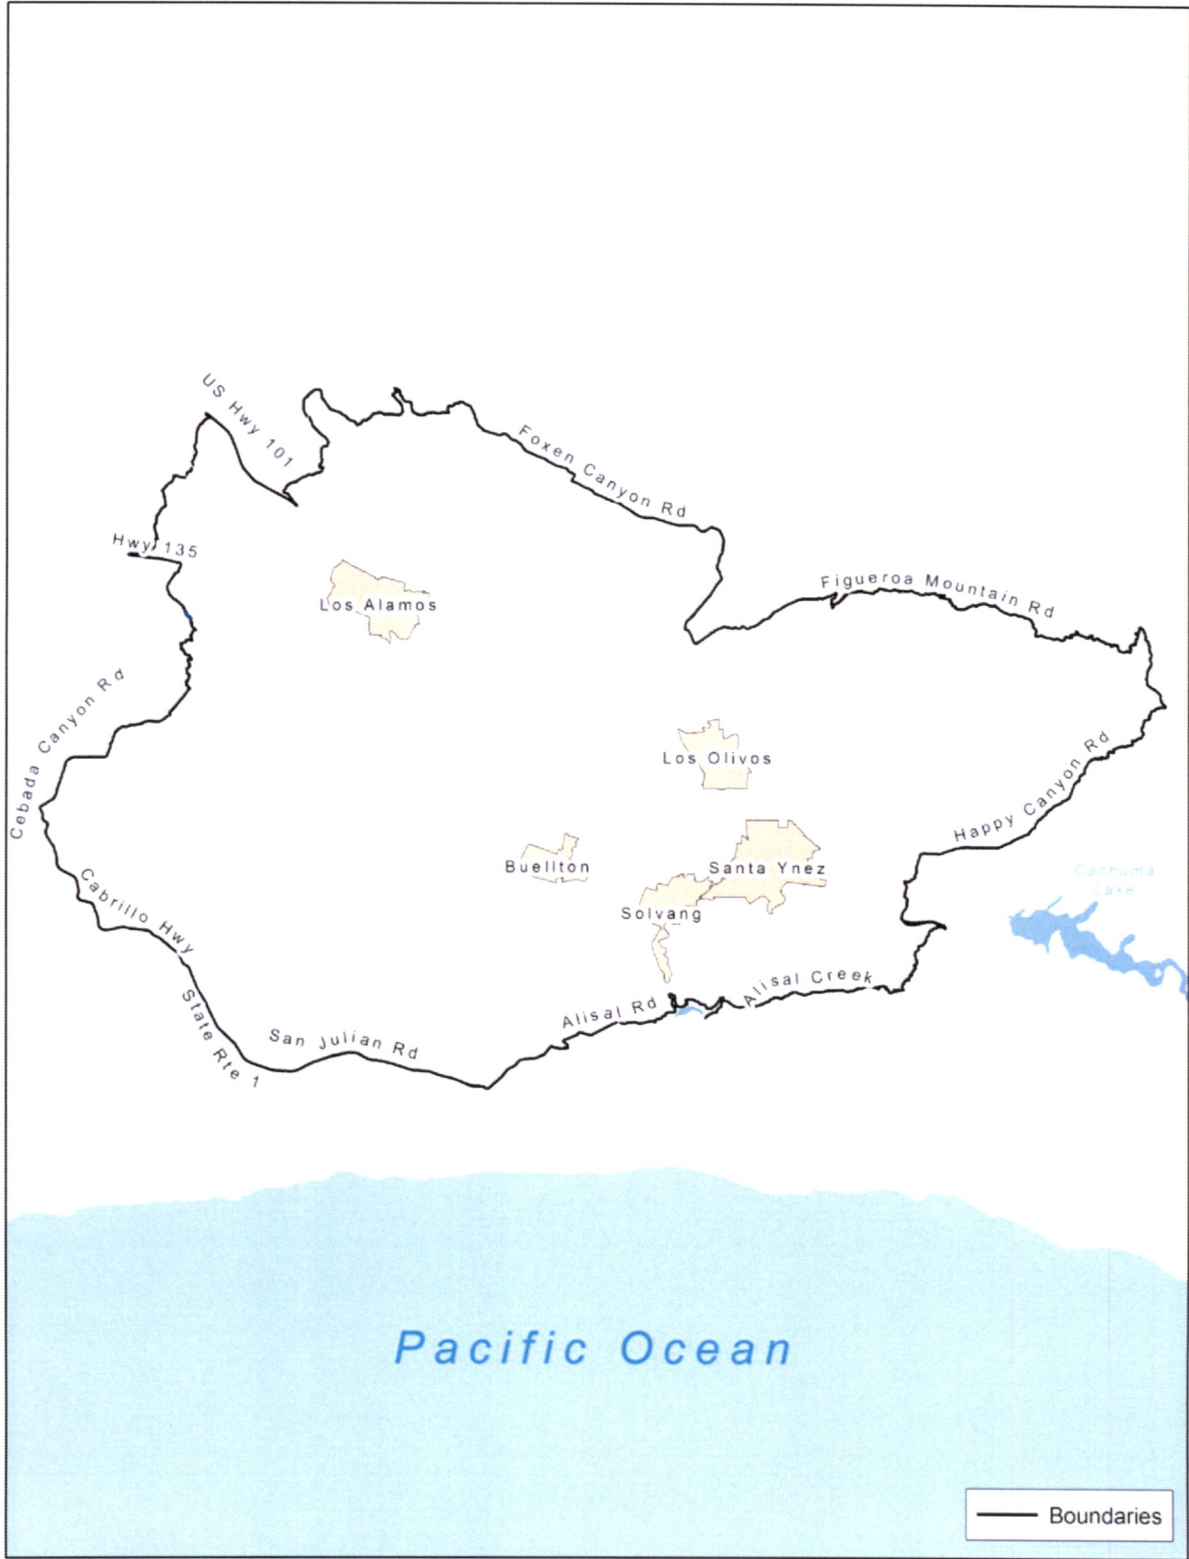 US Hwy 101
Foxen Canyon Rd
Hwy 135
Figueroa Mountain Rd
Los Alamos
Cebada Canyon Rd
Los Olivos
Happy Canyon Rd
Buellton
Santa Ynez
Cachuma
Lake
Cabrillo Hwy
Solvang
Alisal Creek
State Rte 1
Alisal Rd
San Julian Rd
Pacific Ocean
Boundaries